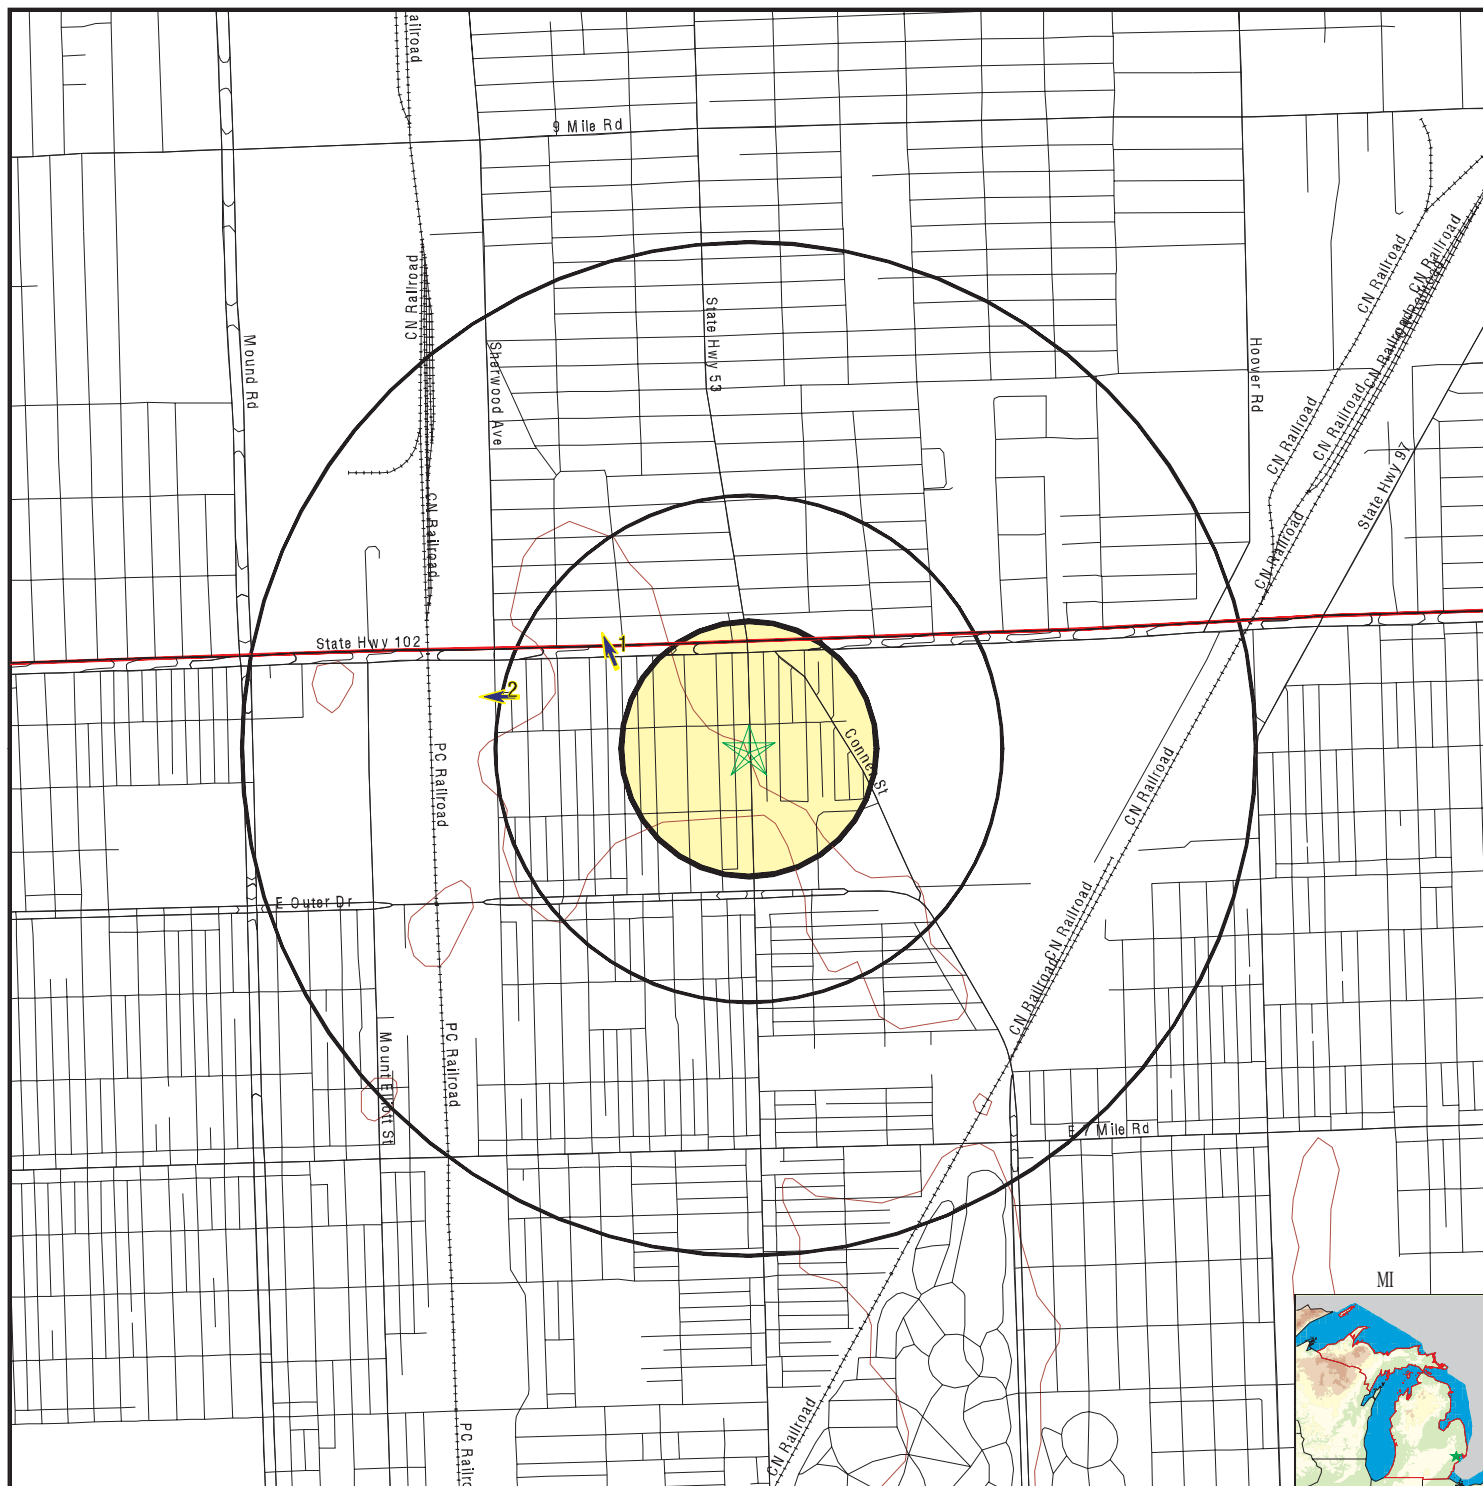 ailroad
9 Mile Rd
CN Railroad
CN Railroad
CN Railroad
State Hwy 53
Mound Rd
Sherwood Ave
Hoover Rd
CN Railroad
CN Railroad
CN Railroad
CN Railroad
State Hwy 97
CN Railroad
CN Railroad
State Hwy 102
1
2
Conner St
PC Railroad
CN Railroad
E Outer Dr
CN Railroad
CN Railroad
PC Railroad
Mount Elliott St
E 7 Mile Rd
MI
CN Railroad
PC Railro